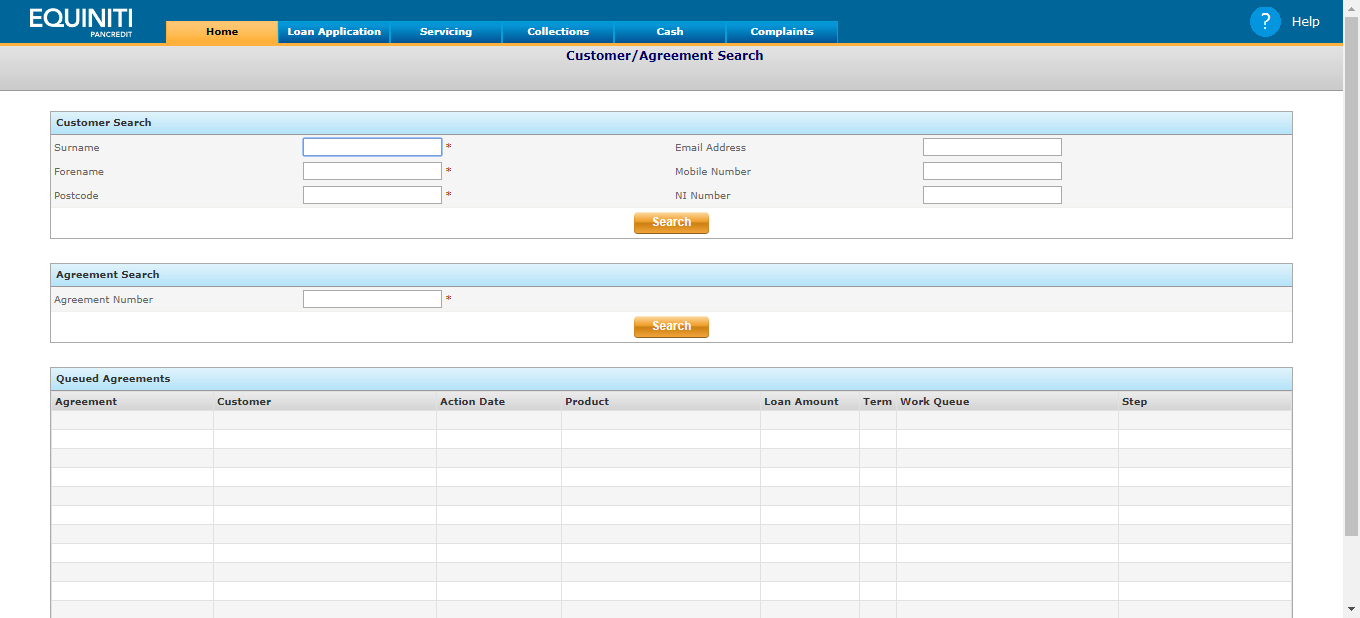 EQUINITI
PANCREDIT
Home Loan Application Servicing Collections Cash Complaints ? Help
Customer/Agreement Search
Customer Search
Surname * Email Address
Forename * Mobile Number
Postcode * NI Number
Search
Agreement Search
Agreement Number *
Search
Queued Agreements
Agreement Customer Action Date Product Loan Amount Term Work Queue Step